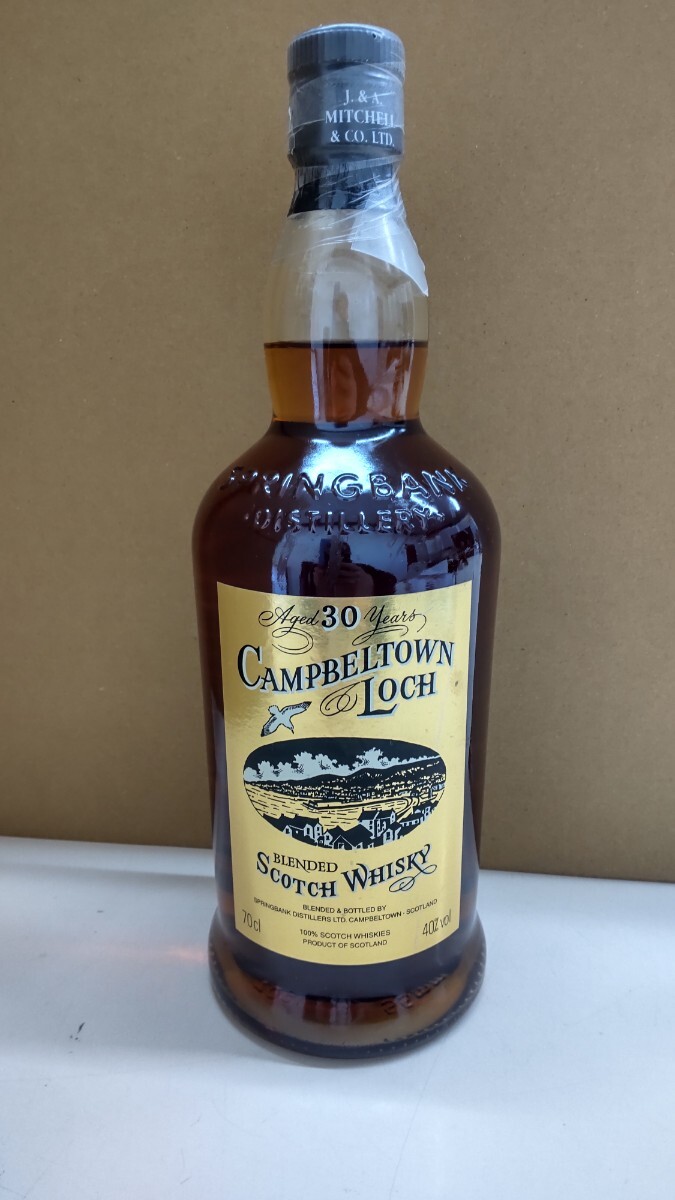 J. & A.
MITCHELL
& CO. LTD.
SPRINGBANK
·DISTILLERY·
Aged 30 Years
CAMPBELTOWN
LOCH
BLENDED
SCOTCH WHISKY
BLENDED & BOTTLED BY
SPRINGBANK DISTILLERS LTD. CAMPBELTOWN · SCOTLAND
70cl
100% SCOTCH WHISKIES
40% vol
PRODUCT OF SCOTLAND